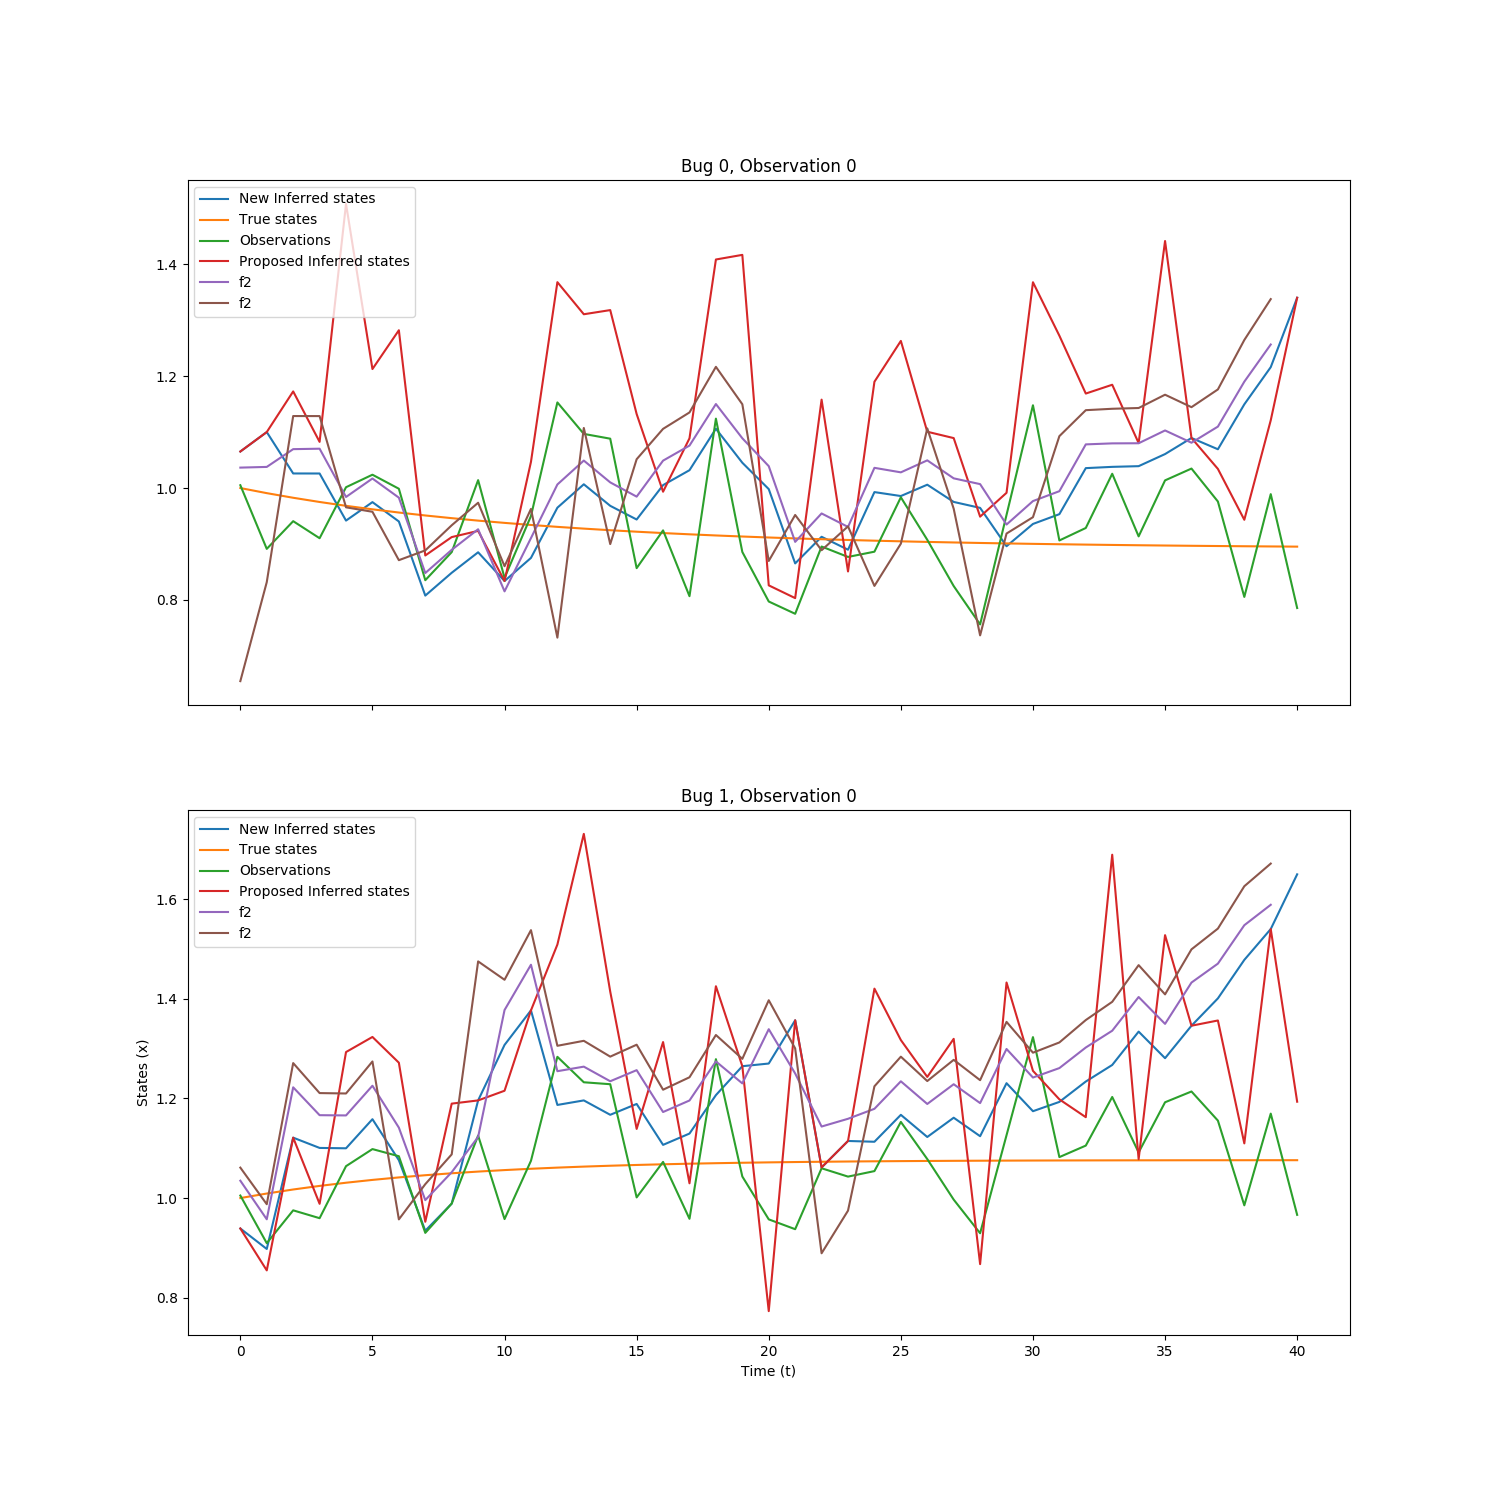 Bug 0, Observation 0
New Inferred states
True states
Observations
Proposed Inferred states
f2
f2
1.4
1.2
1.0
0.8
Bug 1, Observation 0
New Inferred states
True states
Observations
Proposed Inferred states
f2
f2
1.6
1.4
1.2
1.0
0.8
States (x)
0 5 10 15 20 25 30 35 40
Time (t)